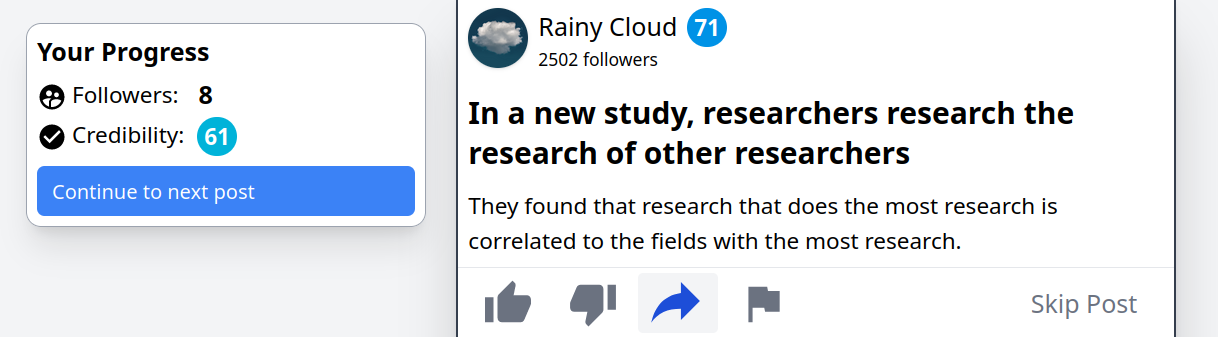 Your Progress
Followers: 8
Credibility: 61
Continue to next post
Rainy Cloud 71
2502 followers
In a new study, researchers research the
research of other researchers
They found that research that does the most research is
correlated to the fields with the most research.
Skip Post